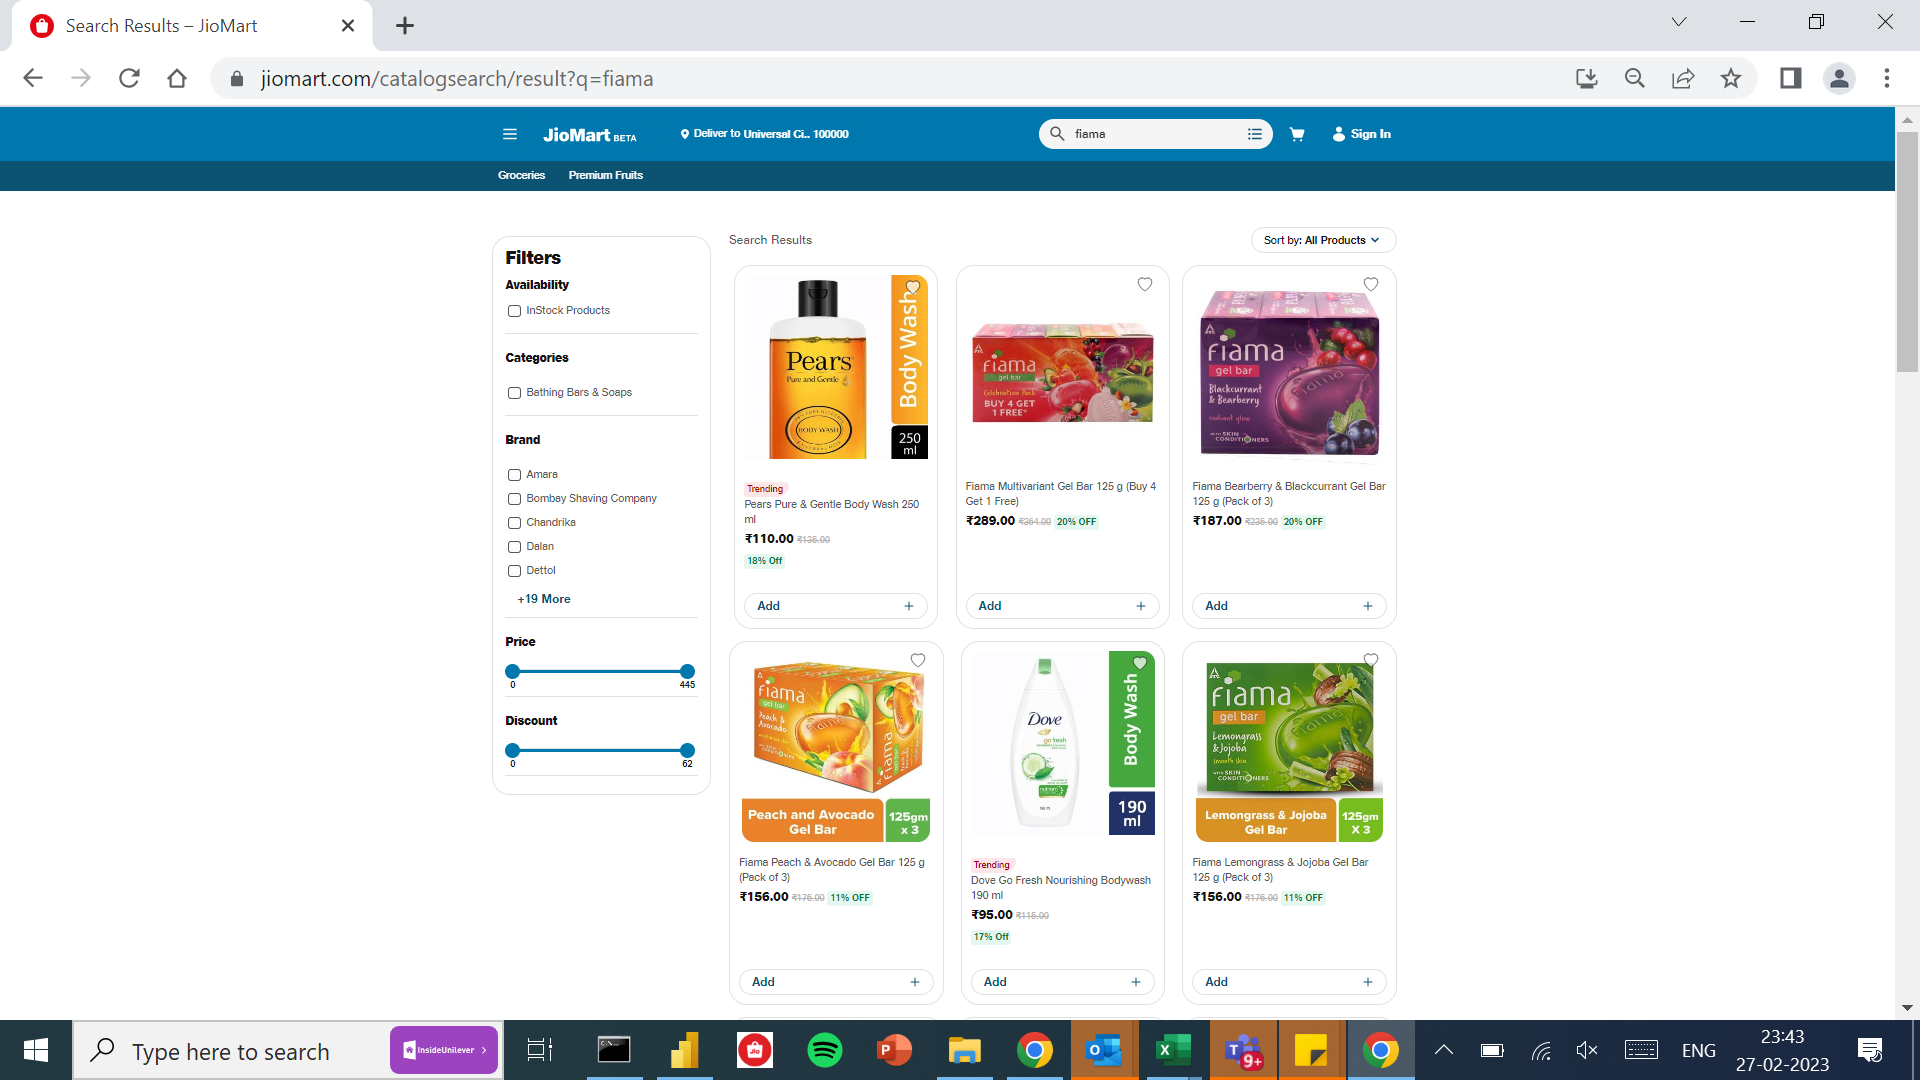 Search Results – JioMart
jiomart.com/catalogsearch/result?q=fiama
JioMart BETA
Deliver to Universal Ci.. 100000
fiama
Sign In
Groceries
Premium Fruits
Filters
Availability
InStock Products
Categories
Bathing Bars & Soaps
Brand
Amara
Bombay Shaving Company
Chandrika
Dalan
Dettol
+19 More
Price
0
445
Discount
0
62
Search Results
Sort by: All Products
Pears
Pure and Gentle
BODY WASH
Body Wash
250
ml
Trending
Pears Pure & Gentle Body Wash 250
ml
₹110.00 ₹135.00
18% Off
Add +
fiama
gel bar
Celebration Pack
BUY 4 GET
1 FREE*
Fiama Multivariant Gel Bar 125 g (Buy 4
Get 1 Free)
₹289.00 ₹364.00 20% OFF
Add +
fiama
gel bar
Blackcurrant
& Bearberry
radiant glow
WITH SKIN
CONDITIONERS
Fiama Bearberry & Blackcurrant Gel Bar
125 g (Pack of 3)
₹187.00 ₹235.00 20% OFF
Add +
fiama
gel bar
Peach &
Avocado
fiama
Peach and Avocado
Gel Bar
125gm
x 3
Fiama Peach & Avocado Gel Bar 125 g
(Pack of 3)
₹156.00 ₹176.00 11% OFF
Add +
Dove
go fresh
Body Wash
190
ml
Trending
Dove Go Fresh Nourishing Bodywash
190 ml
₹95.00 ₹115.00
17% Off
Add +
fiama
gel bar
Lemongrass
& Jojoba
smooth skin
WITH SKIN
CONDITIONERS
Lemongrass & Jojoba
Gel Bar
125gm
X 3
Fiama Lemongrass & Jojoba Gel Bar
125 g (Pack of 3)
₹156.00 ₹176.00 11% OFF
Add +
Type here to search
InsideUnilever
9+
ENG
23:43
27-02-2023